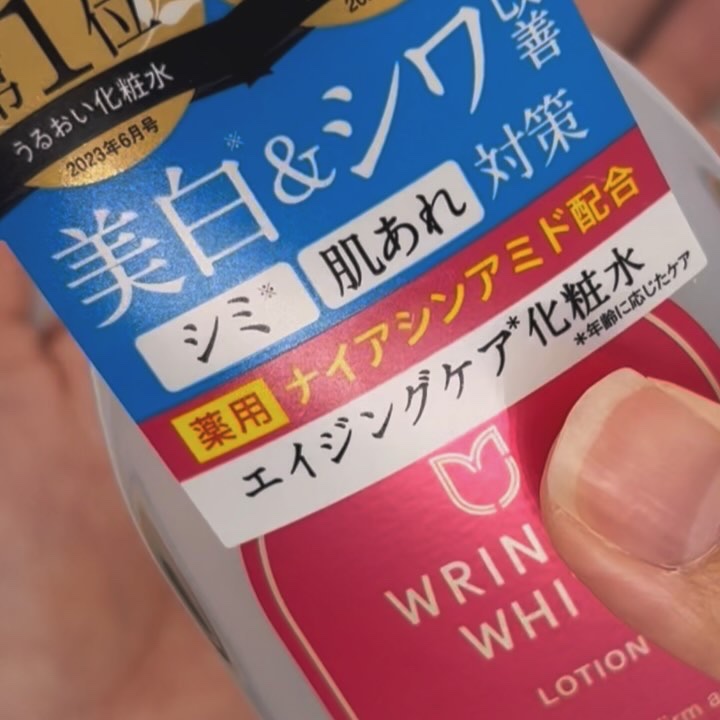 第1位
うるおい化粧水
2023年6月号
美白※&シワ改善
シミ※ 肌あれ 対策
薬用 ナイアシンアミド配合
エイジングケア*化粧水
*年齢に応じたケア
LOTION